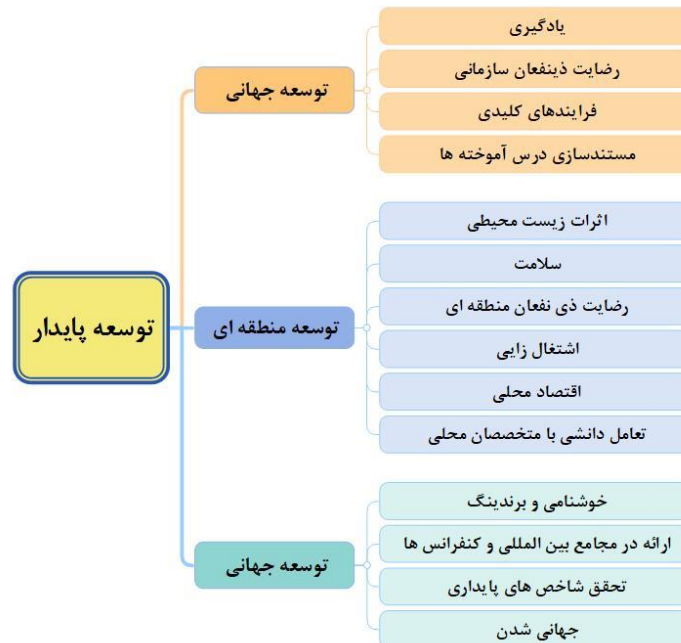 توسعه پایدار
توسعه جهانی
یادگیری
رضایت ذینفعان سازمانی
فرایندهای کلیدی
مستندسازی درس آموخته ها
توسعه منطقه ای
اثرات زیست محیطی
سلامت
رضایت ذی نفعان منطقه ای
اشتغال زایی
اقتصاد محلی
تعامل دانشی با متخصصان محلی
توسعه جهانی
خوشنامی و برندینگ
ارائه در مجامع بین المللی و کنفرانس ها
تحقق شاخص های پایداری
جهانی شدن